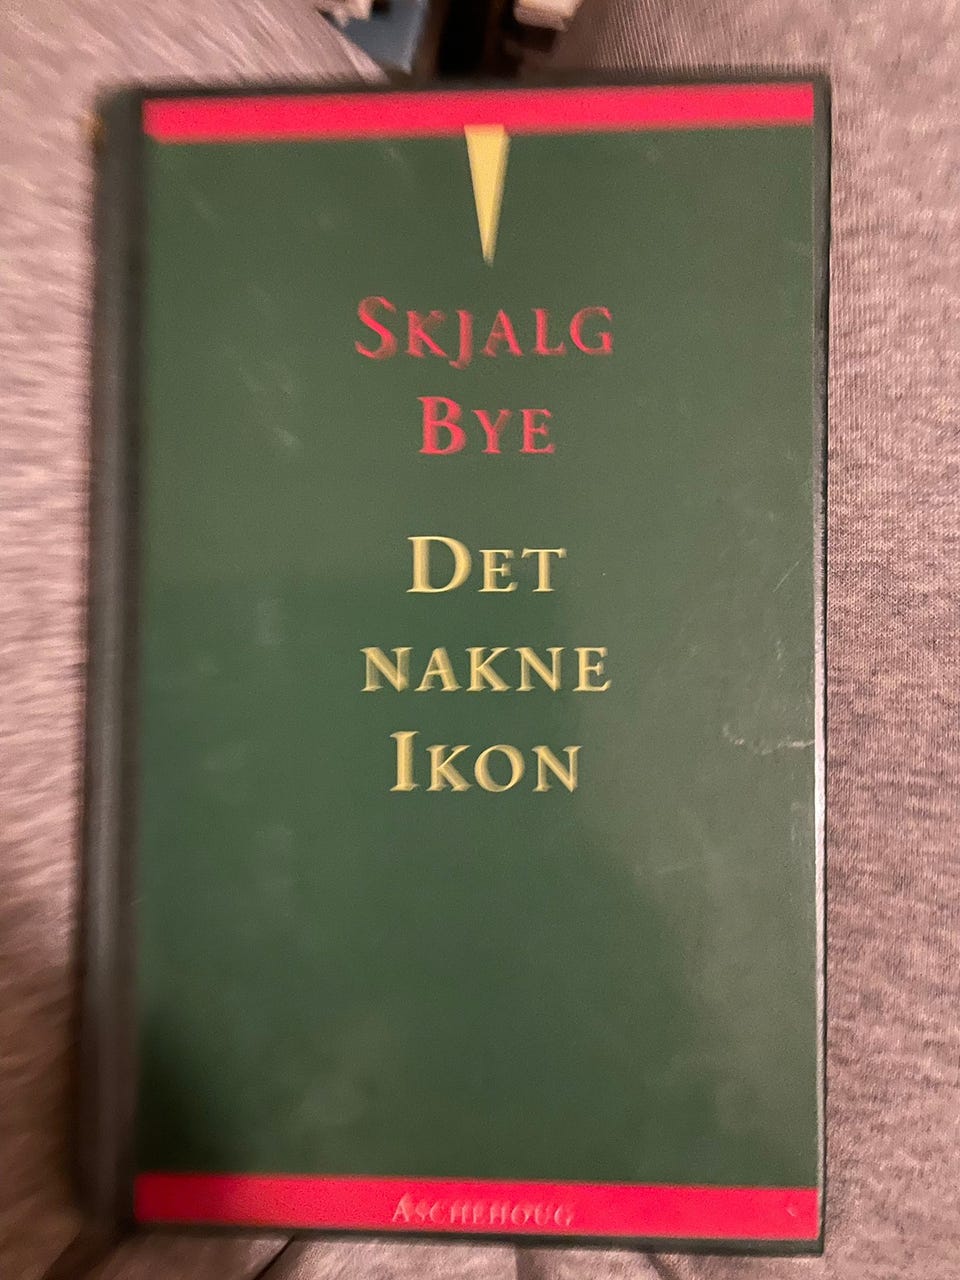 SKJALG
BYE
DET
NAKNE
IKON
ASCHEHOUG